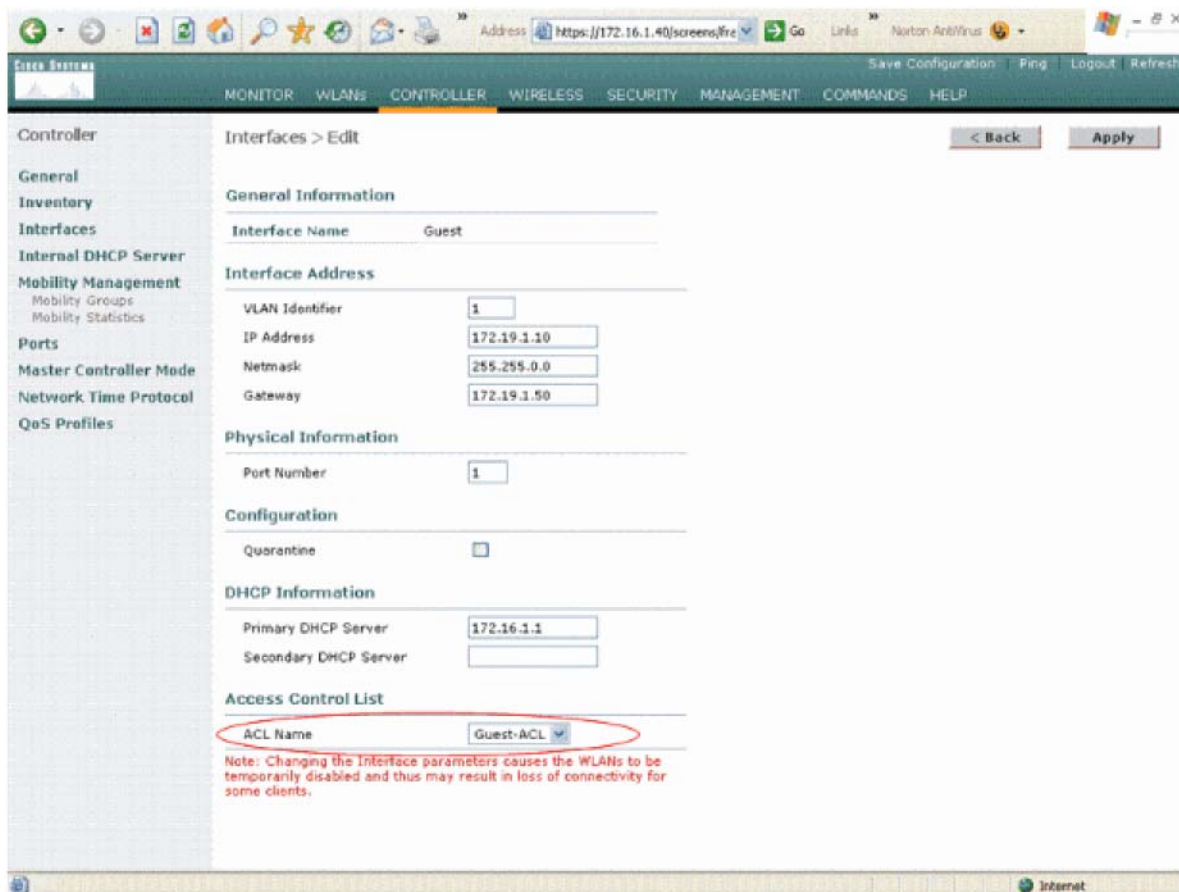 »
Address https://172.16.1.40/screens/fre Go Links » Norton AntiVirus
CISCO SYSTEMS
Save Configuration Ping Logout Refresh
MONITOR WLANs CONTROLLER WIRELESS SECURITY MANAGEMENT COMMANDS HELP
Controller
General
Inventory
Interfaces
Internal DHCP Server
Mobility Management
Mobility Groups
Mobility Statistics
Ports
Master Controller Mode
Network Time Protocol
QoS Profiles
Interfaces > Edit
< Back Apply
General Information
Interface Name Guest
Interface Address
VLAN Identifier 1
IP Address 172.19.1.10
Netmask 255.255.0.0
Gateway 172.19.1.50
Physical Information
Port Number 1
Configuration
Quarantine
DHCP Information
Primary DHCP Server 172.16.1.1
Secondary DHCP Server
Access Control List
ACL Name Guest-ACL
Note: Changing the Interface parameters causes the WLANs to be
temporarily disabled and thus may result in loss of connectivity for
some clients.
Internet